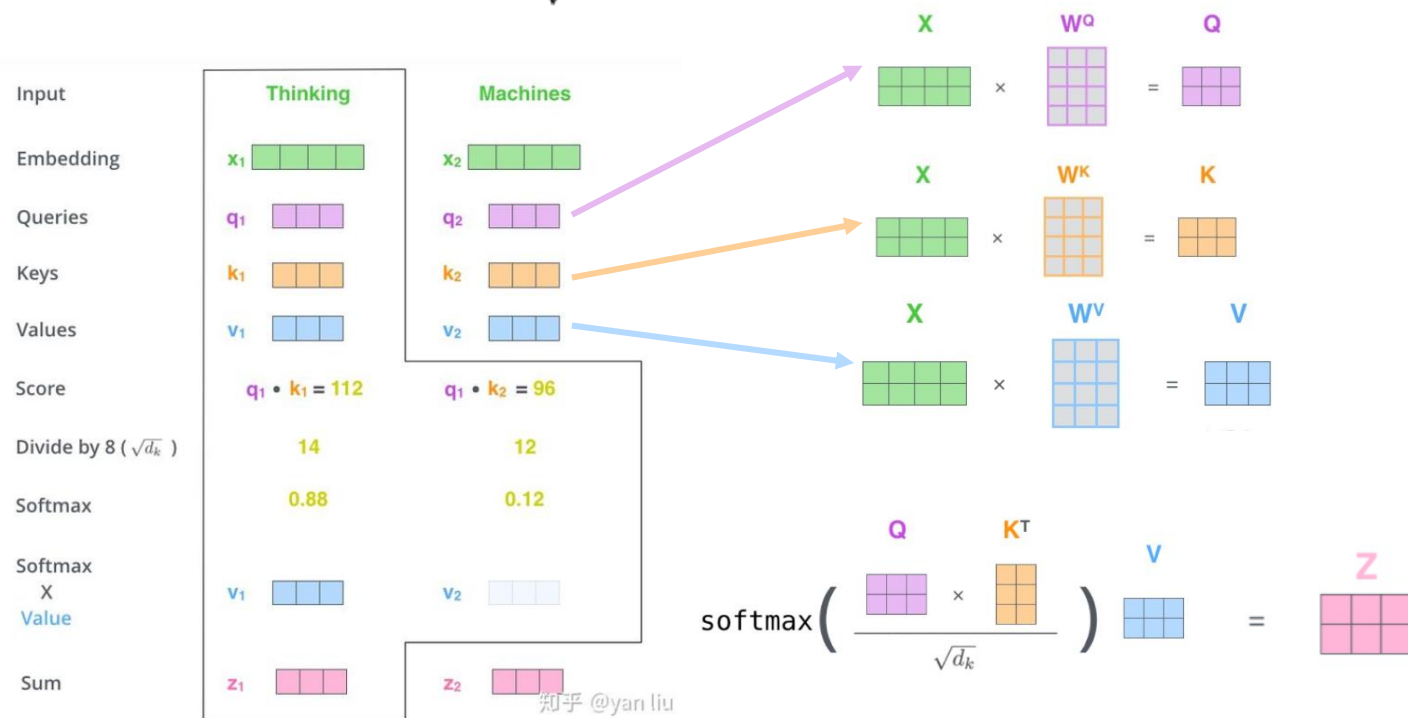 Input Thinking Machines
Embedding x₁ x₂
Queries q₁ q₂
Keys k₁ k₂
Values v₁ v₂
Score q₁ • k₁ = 112 q₁ • k₂ = 96
Divide by 8 ( √dₖ ) 14 12
Softmax 0.88 0.12
Softmax
X
Value
v₁ v₂
Sum z₁ z₂
X W^Q Q
× =
X W^K K
× =
X W^V V
× =
Q K^T V Z
softmax( × ) =
√dₖ
知乎 @yan liu